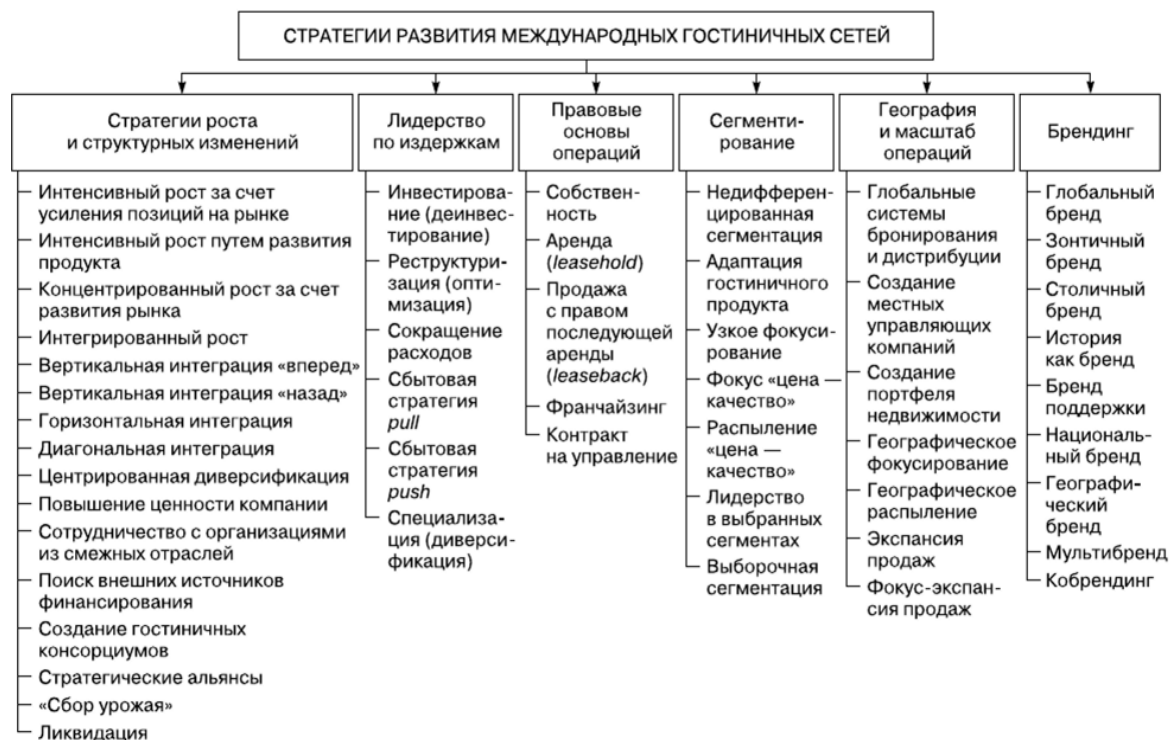 СТРАТЕГИИ РАЗВИТИЯ МЕЖДУНАРОДНЫХ ГОСТИНИЧНЫХ СЕТЕЙ
Стратегии роста
и структурных изменений
Интенсивный рост за счет
усиления позиций на рынке
Интенсивный рост путем развития
продукта
Концентрированный рост за счет
развития рынка
Интегрированный рост
Вертикальная интеграция «вперед»
Вертикальная интеграция «назад»
Горизонтальная интеграция
Диагональная интеграция
Центрированная диверсификация
Повышение ценности компании
Сотрудничество с организациями
из смежных отраслей
Поиск внешних источников
финансирования
Создание гостиничных
консорциумов
Стратегические альянсы
«Сбор урожая»
Ликвидация
Лидерство
по издержкам
Инвестирова-
ние (деинвес-
тирование)
Реструктури-
зация (опти-
мизация)
Сокращение
расходов
Сбытовая
стратегия
pull
Сбытовая
стратегия
push
Специализа-
ция (диверси-
фикация)
Правовые
основы
операций
Собствен-
ность
Аренда
(leasehold)
Продажа
с правом
последующей
аренды
(leaseback)
Франчайзинг
Контракт
на управление
Сегменти-
рование
Недифферен-
цированная
сегментация
Адаптация
гостиничного
продукта
Узкое фокуси-
рование
Фокус «цена —
качество»
Распыление
«цена —
качество»
Лидерство
в выбранных
сегментах
Выборочная
сегментация
География
и масштаб
операций
Глобальные
системы
бронирования
и дистрибуции
Создание
местных
управляющих
компаний
Создание
портфеля
недвижимости
Географическое
фокусирование
Географическое
распыление
Экспансия
продаж
Фокус-экспан-
сия продаж
Брендинг
Глобальный
бренд
Зонтичный
бренд
Столичный
бренд
История
как бренд
Бренд
поддержки
Националь-
ный бренд
Географи-
ческий
бренд
Мультибренд
Кобрендинг